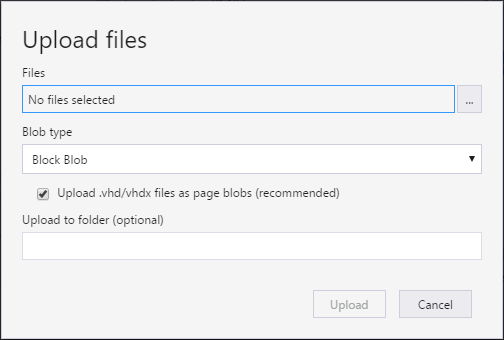 Upload files
Files
No files selected
...
Blob type
Block Blob
Upload .vhd/vhdx files as page blobs (recommended)
Upload to folder (optional)
Upload
Cancel